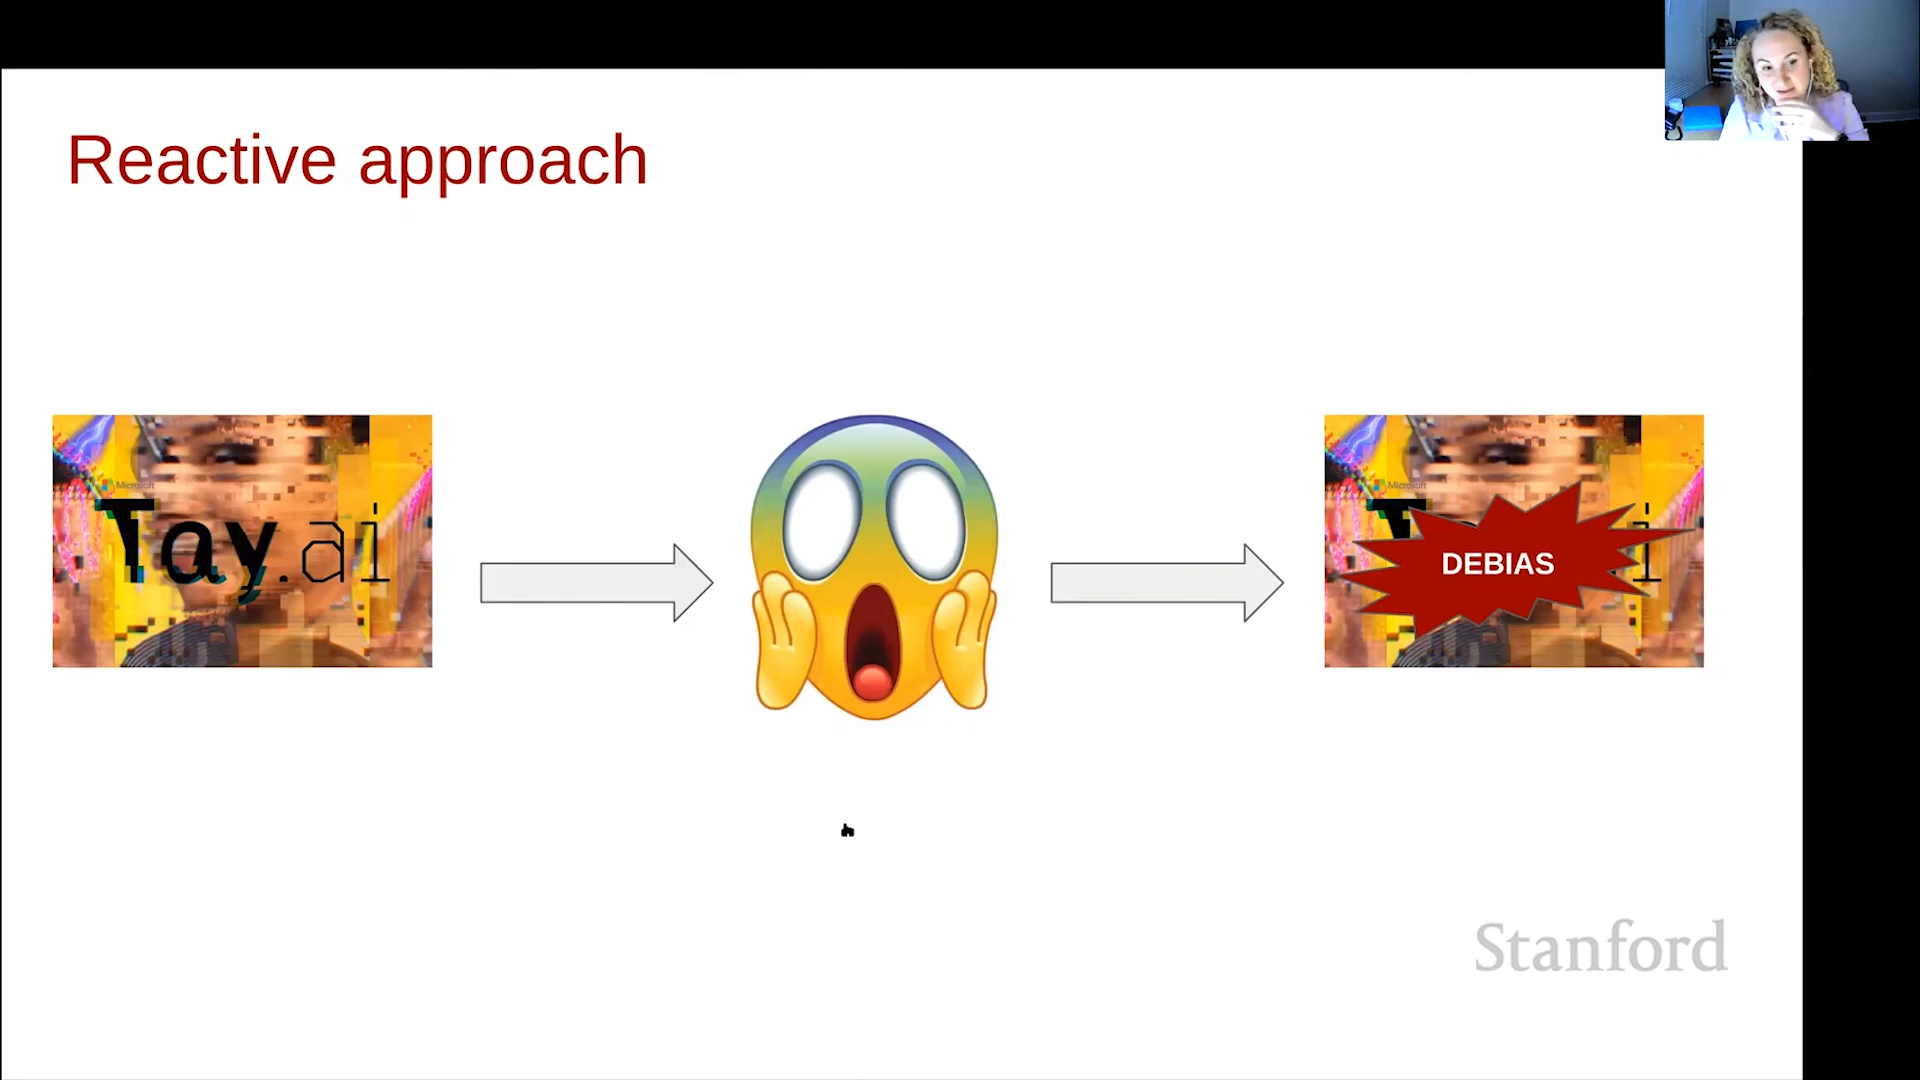 Reactive approach
Microsoft
Tay.ai
Microsoft
DEBIAS
Stanford